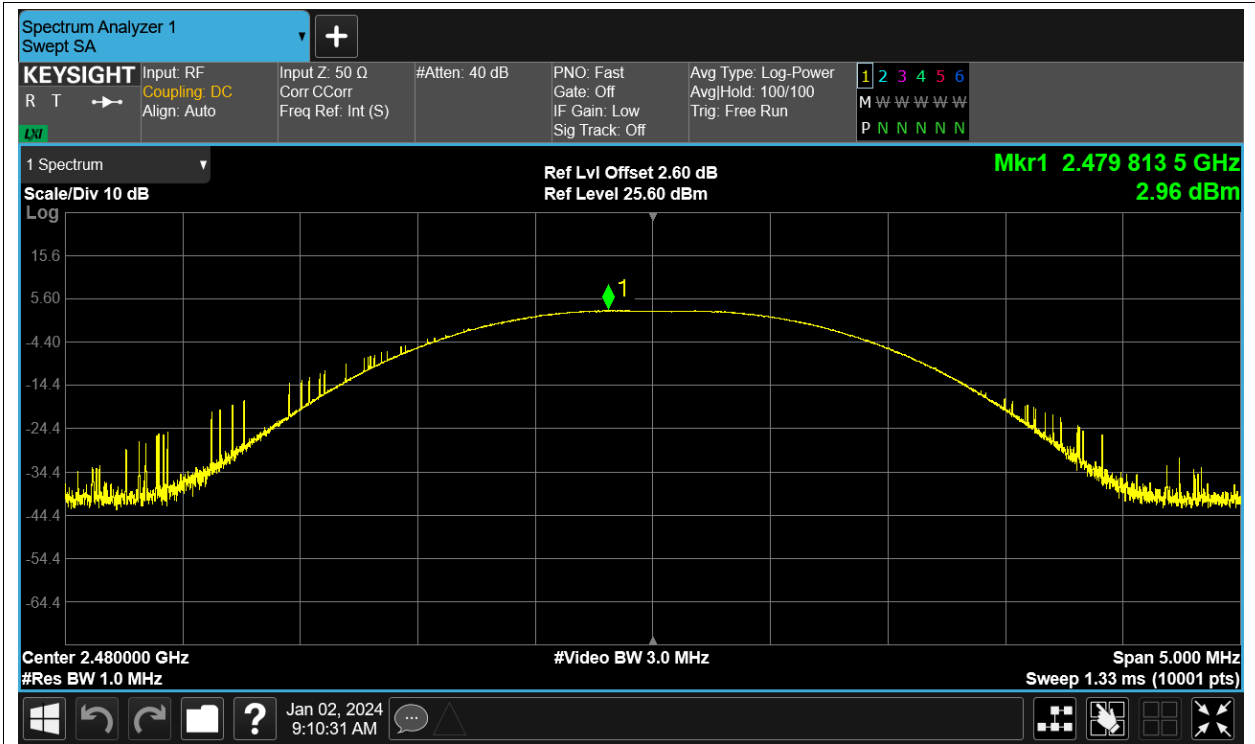 Spectrum Analyzer 1
Swept SA
KEYSIGHT
R T
LXI
Input: RF
Coupling: DC
Align: Auto
Input Z: 50 Ω
Corr CCorr
Freq Ref: Int (S)
#Atten: 40 dB
PNO: Fast
Gate: Off
IF Gain: Low
Sig Track: Off
Avg Type: Log-Power
Avg|Hold: 100/100
Trig: Free Run
1 2 3 4 5 6
M W W W W W
P N N N N N
1 Spectrum
Scale/Div 10 dB
Log
Ref Lvl Offset 2.60 dB
Ref Level 25.60 dBm
Mkr1 2.479 813 5 GHz
2.96 dBm
15.6
5.60
1
-4.40
-14.4
-24.4
-34.4
-44.4
-54.4
-64.4
Center 2.480000 GHz
#Video BW 3.0 MHz
Span 5.000 MHz
#Res BW 1.0 MHz
Sweep 1.33 ms (10001 pts)
?
Jan 02, 2024
9:10:31 AM